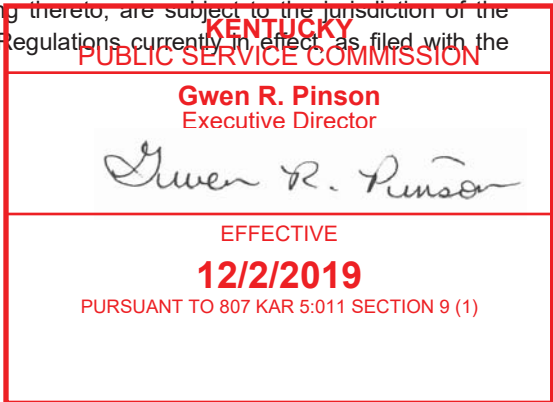 ng thereto, are subject to the jurisdiction of the
KENTUCKY
Regulations currently in effect, as filed with the
PUBLIC SERVICE COMMISSION
Gwen R. Pinson
Executive Director
Gwen R. Pinson
EFFECTIVE
12/2/2019
PURSUANT TO 807 KAR 5:011 SECTION 9 (1)